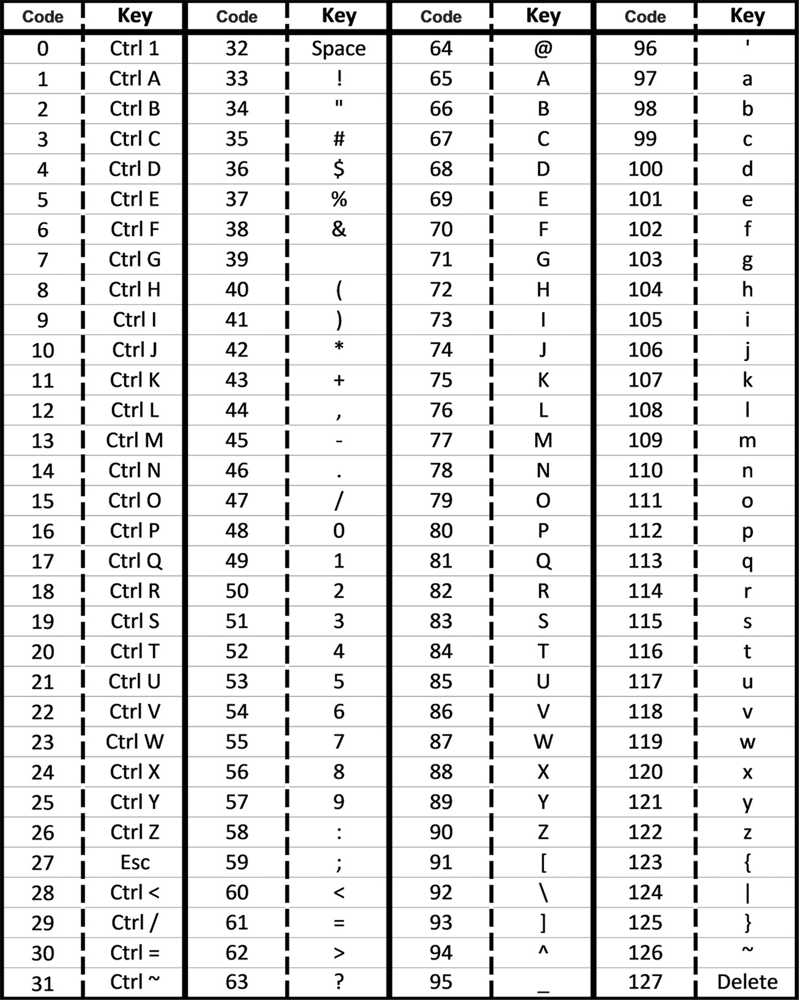 Code Key Code Key Code Key Code Key
0 Ctrl 1 32 Space 64 @ 96 '
1 Ctrl A 33 ! 65 A 97 a
2 Ctrl B 34 " 66 B 98 b
3 Ctrl C 35 # 67 C 99 c
4 Ctrl D 36 $ 68 D 100 d
5 Ctrl E 37 % 69 E 101 e
6 Ctrl F 38 & 70 F 102 f
7 Ctrl G 39 71 G 103 g
8 Ctrl H 40 ( 72 H 104 h
9 Ctrl I 41 ) 73 I 105 i
10 Ctrl J 42 * 74 J 106 j
11 Ctrl K 43 + 75 K 107 k
12 Ctrl L 44 , 76 L 108 l
13 Ctrl M 45 - 77 M 109 m
14 Ctrl N 46 . 78 N 110 n
15 Ctrl O 47 / 79 O 111 o
16 Ctrl P 48 0 80 P 112 p
17 Ctrl Q 49 1 81 Q 113 q
18 Ctrl R 50 2 82 R 114 r
19 Ctrl S 51 3 83 S 115 s
20 Ctrl T 52 4 84 T 116 t
21 Ctrl U 53 5 85 U 117 u
22 Ctrl V 54 6 86 V 118 v
23 Ctrl W 55 7 87 W 119 w
24 Ctrl X 56 8 88 X 120 x
25 Ctrl Y 57 9 89 Y 121 y
26 Ctrl Z 58 : 90 Z 122 z
27 Esc 59 ; 91 [ 123 {
28 Ctrl < 60 < 92 \ 124 |
29 Ctrl / 61 = 93 ] 125 }
30 Ctrl = 62 > 94 ^ 126 ~
31 Ctrl ~ 63 ? 95 _ 127 Delete